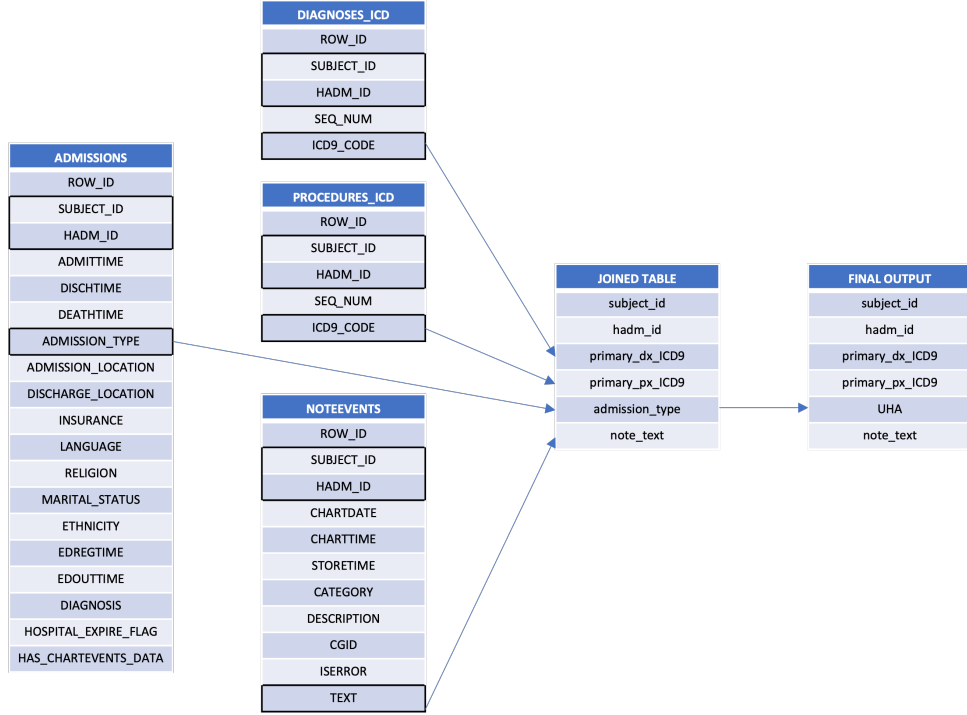 DIAGNOSES_ICD
ROW_ID
SUBJECT_ID
HADM_ID
SEQ_NUM
ICD9_CODE
ADMISSIONS
ROW_ID
SUBJECT_ID
HADM_ID
ADMITTIME
DISCHTIME
DEATHTIME
ADMISSION_TYPE
ADMISSION_LOCATION
DISCHARGE_LOCATION
INSURANCE
LANGUAGE
RELIGION
MARITAL_STATUS
ETHNICITY
EDREGTIME
EDOUTTIME
DIAGNOSIS
HOSPITAL_EXPIRE_FLAG
HAS_CHARTEVENTS_DATA
PROCEDURES_ICD
ROW_ID
SUBJECT_ID
HADM_ID
SEQ_NUM
ICD9_CODE
NOTEEVENTS
ROW_ID
SUBJECT_ID
HADM_ID
CHARTDATE
CHARTTIME
STORETIME
CATEGORY
DESCRIPTION
CGID
ISERROR
TEXT
JOINED TABLE
subject_id
hadm_id
primary_dx_ICD9
primary_px_ICD9
admission_type
note_text
FINAL OUTPUT
subject_id
hadm_id
primary_dx_ICD9
primary_px_ICD9
UHA
note_text